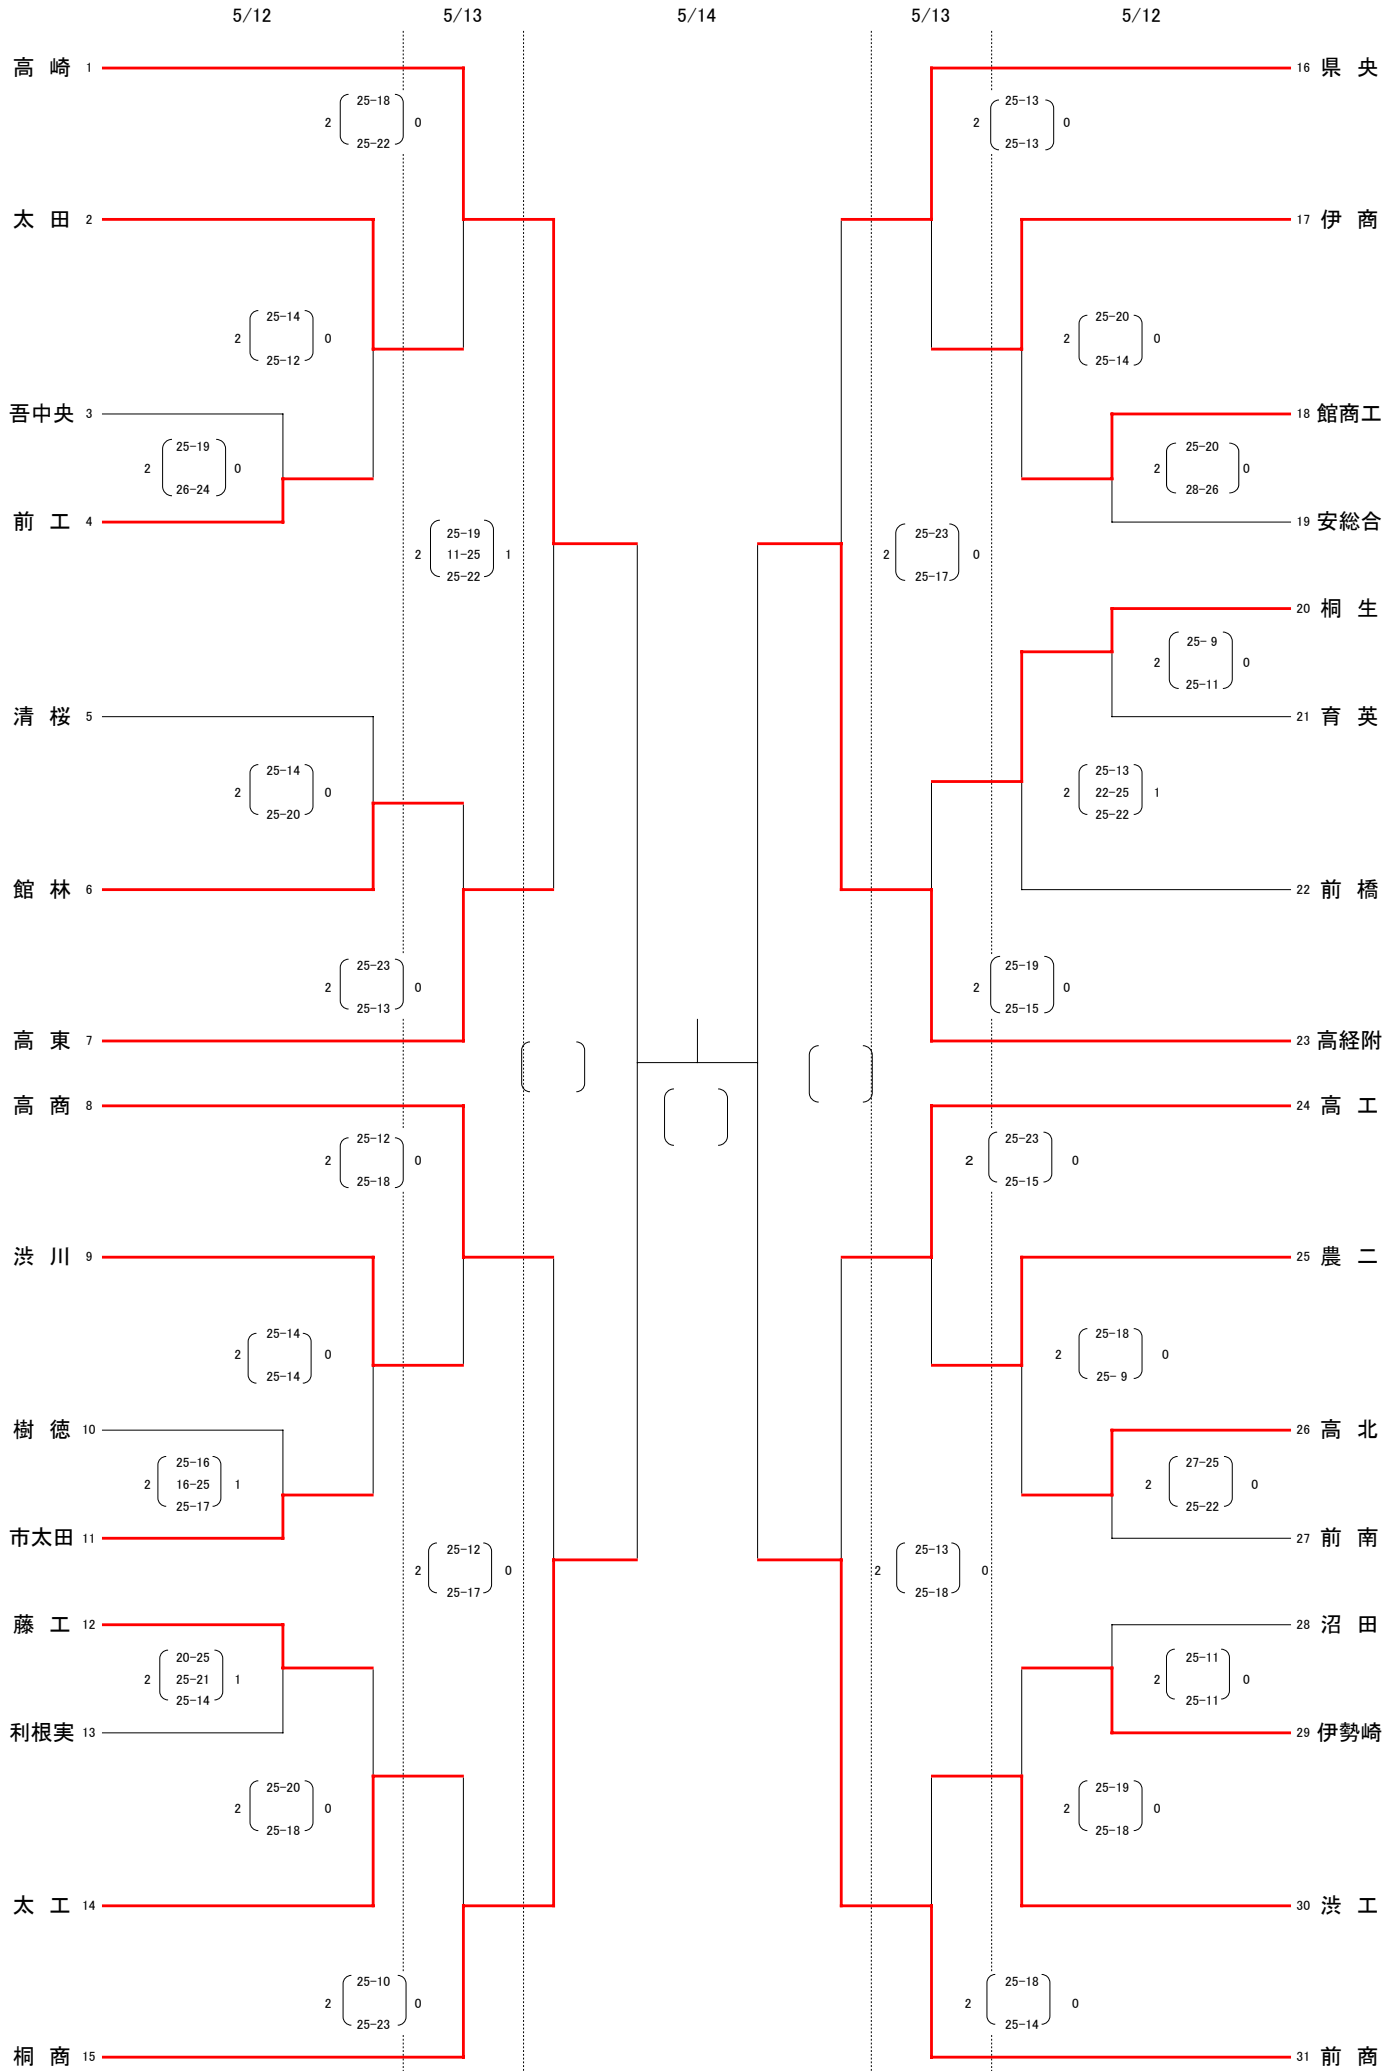 5/12 5/13 5/14 5/13 5/12
高 崎 1 16 県 央
25-18 25-13
2 0 2 0
25-22 25-13
太 田 2 17 伊 商
25-14 25-20
2 0 2 0
25-12 25-14
吾中央 3 18 館商工
25-19 25-20
2 0 2 0
26-24 28-26
前 工 4 19 安総合
25-19 25-23
2 11-25 1 2 0
25-22 25-17
20 桐 生
25- 9
2 0
25-11
清 桜 5 21 育 英
25-14 25-13
2 0 2 22-25 1
25-20 25-22
館 林 6 22 前 橋
25-23 25-19
2 0 2 0
25-13 25-15
高 東 7 23 高経附
高 商 8 24 高 工
25-12 25-23
2 0 2 0
25-18 25-15
渋 川 9 25 農 二
25-14 25-18
2 0 2 0
25-14 25- 9
樹 徳 10 26 高 北
25-16 27-25
2 16-25 1 2 0
25-17 25-22
市太田 11 27 前 南
25-12 25-13
2 0 2 0
25-17 25-18
藤 工 12 28 沼 田
20-25 25-11
2 25-21 1 2 0
25-14 25-11
利根実 13 29 伊勢崎
25-20 25-19
2 0 2 0
25-18 25-18
太 工 14 30 渋 工
25-10 25-18
2 0 2 0
25-23 25-14
桐 商 15 31 前 商